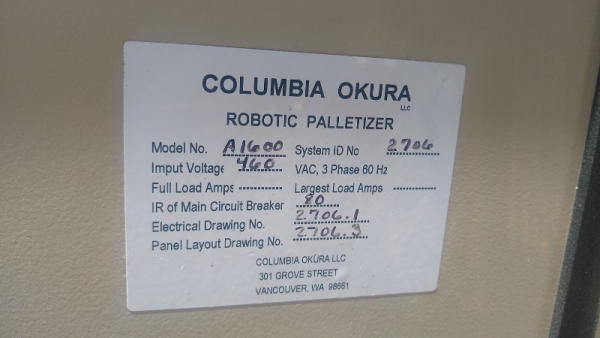 COLUMBIA OKURA LLC
ROBOTIC PALLETIZER
Model No. A1600 System ID No 2706
Imput Voltage 460 VAC, 3 Phase 60 Hz
Full Load Amps ------------ Largest Load Amps ------------
IR of Main Circuit Breaker 80
Electrical Drawing No. 2706.1
Panel Layout Drawing No. 2706.3
COLUMBIA OKURA LLC
301 GROVE STREET
VANCOUVER, WA 98661